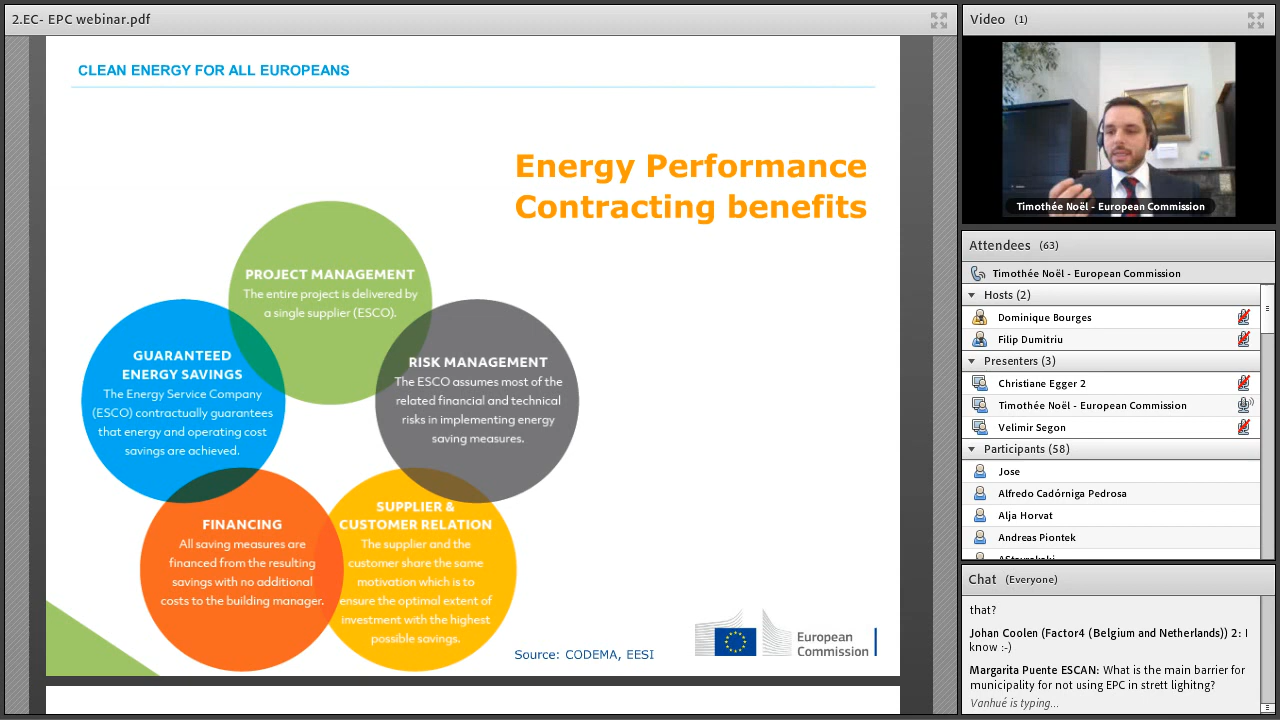 2.EC- EPC webinar.pdf
CLEAN ENERGY FOR ALL EUROPEANS
Energy Performance
Contracting benefits
PROJECT MANAGEMENT
The entire project is delivered by
a single supplier (ESCO).
GUARANTEED
ENERGY SAVINGS
The Energy Service Company
(ESCO) contractually guarantees
that energy and operating cost
savings are achieved.
RISK MANAGEMENT
The ESCO assumes most of the
related financial and technical
risks in implementing energy
saving measures.
FINANCING
All saving measures are
financed from the resulting
savings with no additional
costs to the building manager.
SUPPLIER &
CUSTOMER RELATION
The supplier and the
customer share the same
motivation which is to
ensure the optimal extent of
investment with the highest
possible savings.
Source: CODEMA, EESI
European
Commission
Video (1)
Timothée Noël - European Commission
Attendees (63)
Timothée Noël - European Commission
Hosts (2)
Dominique Bourges
Filip Dumitriu
Presenters (3)
Christiane Egger 2
Timothée Noël - European Commission
Velimir Segon
Participants (58)
Jose
Alfredo Cadórniga Pedrosa
Alja Horvat
Andreas Piontek
Chat (Everyone)
that?
Johan Coolen (Factor4 (Belgium and Netherlands)) 2: I
know :-)
Margarita Puente ESCAN: What is the main barrier for
municipality for not using EPC in strett lighitng?
Vanhué is typing...